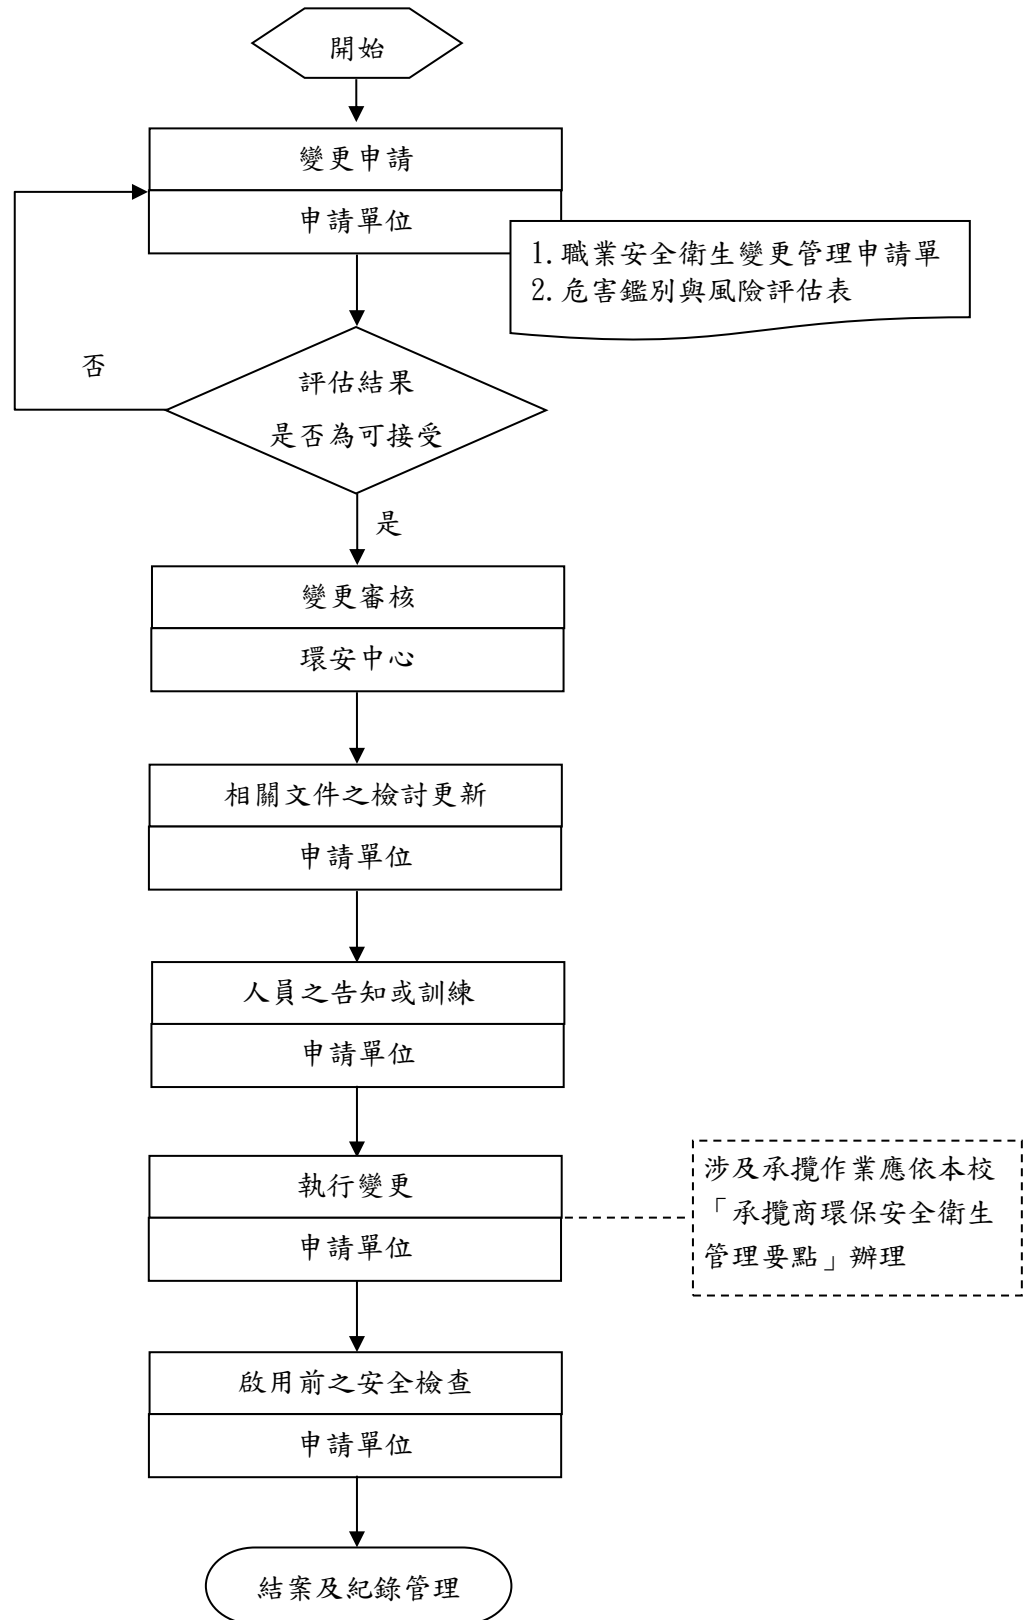 開始
變更申請
申請單位
1.職業安全衛生變更管理申請單
2.危害鑑別與風險評估表
否
評估結果
是否為可接受
是
變更審核
環安中心
相關文件之檢討更新
申請單位
人員之告知或訓練
申請單位
執行變更
申請單位
涉及承攬作業應依本校
「承攬商環保安全衛生
管理要點」辦理
啟用前之安全檢查
申請單位
結案及紀錄管理